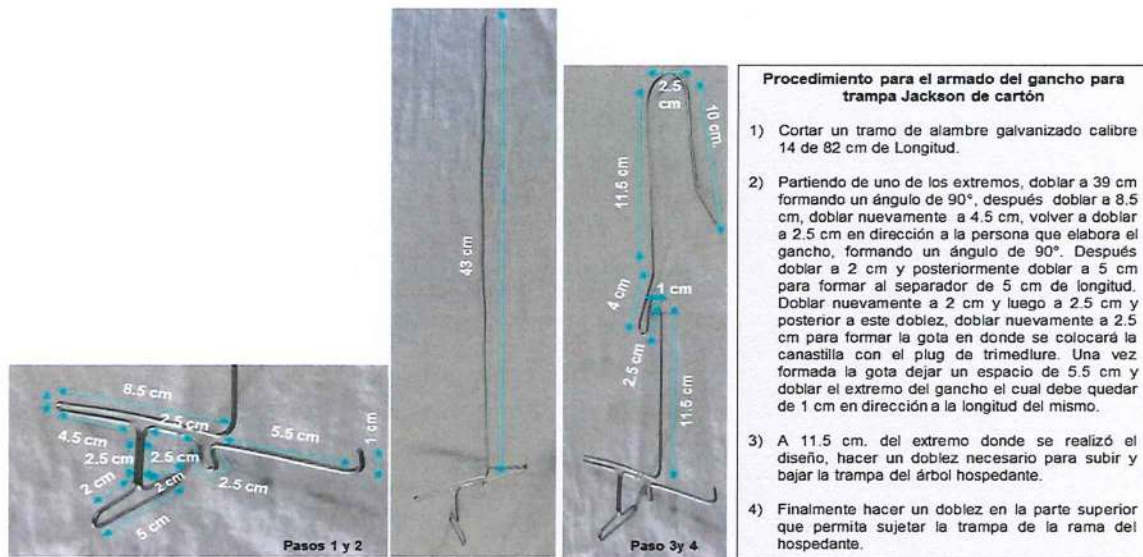 8.5 cm
2.5 cm
4.5 cm
5.5 cm
1 cm
2.5 cm
2.5 cm
2.5 cm
2 cm
2 cm
5 cm
Pasos 1 y 2
43 cm
2.5
cm
10 cm.
11.5 cm
4 cm
1 cm
2.5 cm
11.5 cm
Paso 3y 4
Procedimiento para el armado del gancho para
trampa Jackson de cartón
1) Cortar un tramo de alambre galvanizado calibre
14 de 82 cm de Longitud.
2) Partiendo de uno de los extremos, doblar a 39 cm
formando un ángulo de 90°, después doblar a 8.5
cm, doblar nuevamente a 4.5 cm, volver a doblar
a 2.5 cm en dirección a la persona que elabora el
gancho, formando un ángulo de 90°. Después
doblar a 2 cm y posteriormente doblar a 5 cm
para formar al separador de 5 cm de longitud.
Doblar nuevamente a 2 cm y luego a 2.5 cm y
posterior a este doblez, doblar nuevamente a 2.5
cm para formar la gota en donde se colocará la
canastilla con el plug de trimedlure. Una vez
formada la gota dejar un espacio de 5.5 cm y
doblar el extremo del gancho el cual debe quedar
de 1 cm en dirección a la longitud del mismo.
3) A 11.5 cm. del extremo donde se realizó el
diseño, hacer un doblez necesario para subir y
bajar la trampa del árbol hospedante.
4) Finalmente hacer un doblez en la parte superior
que permita sujetar la trampa de la rama del
hospedante.